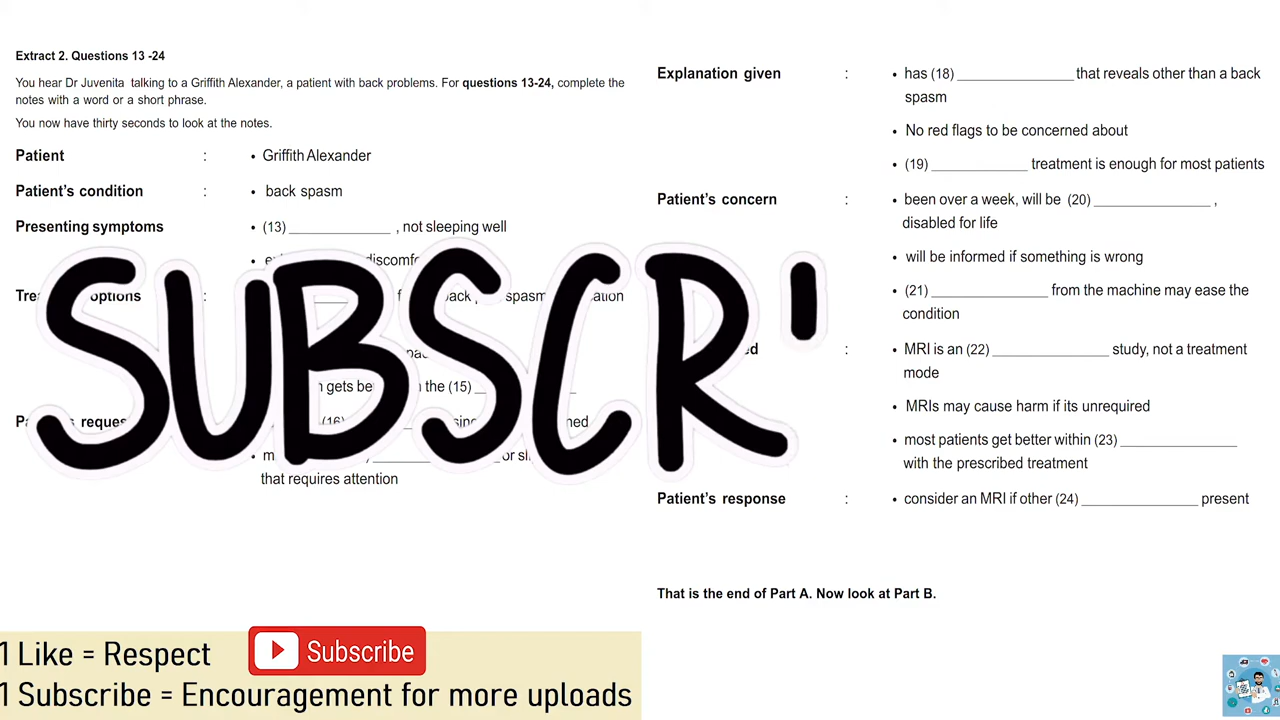 Extract 2. Questions 13 -24
You hear Dr Juvenita talking to a Griffith Alexander, a patient with back problems. For questions 13-24, complete the
notes with a word or a short phrase.
You now have thirty seconds to look at the notes.
Patient : • Griffith Alexander
Patient's condition : • back spasm
Presenting symptoms • (13) ____________ , not sleeping well
• discomf
options :
gets be the (15)
(16)
that requires attention
SUBSCR'
Explanation given : • has (18) ______________ that reveals other than a back
spasm
• No red flags to be concerned about
• (19) ____________ treatment is enough for most patients
Patient's concern : • been over a week, will be (20) ______________ ,
disabled for life
• will be informed if something is wrong
• (21) ______________ from the machine may ease the
condition
: • MRI is an (22) ______________ study, not a treatment
mode
• MRIs may cause harm if its unrequired
• most patients get better within (23) ______________
with the prescribed treatment
Patient's response : • consider an MRI if other (24) ______________ present
That is the end of Part A. Now look at Part B.
1 Like = Respect
Subscribe
1 Subscribe = Encouragement for more uploads